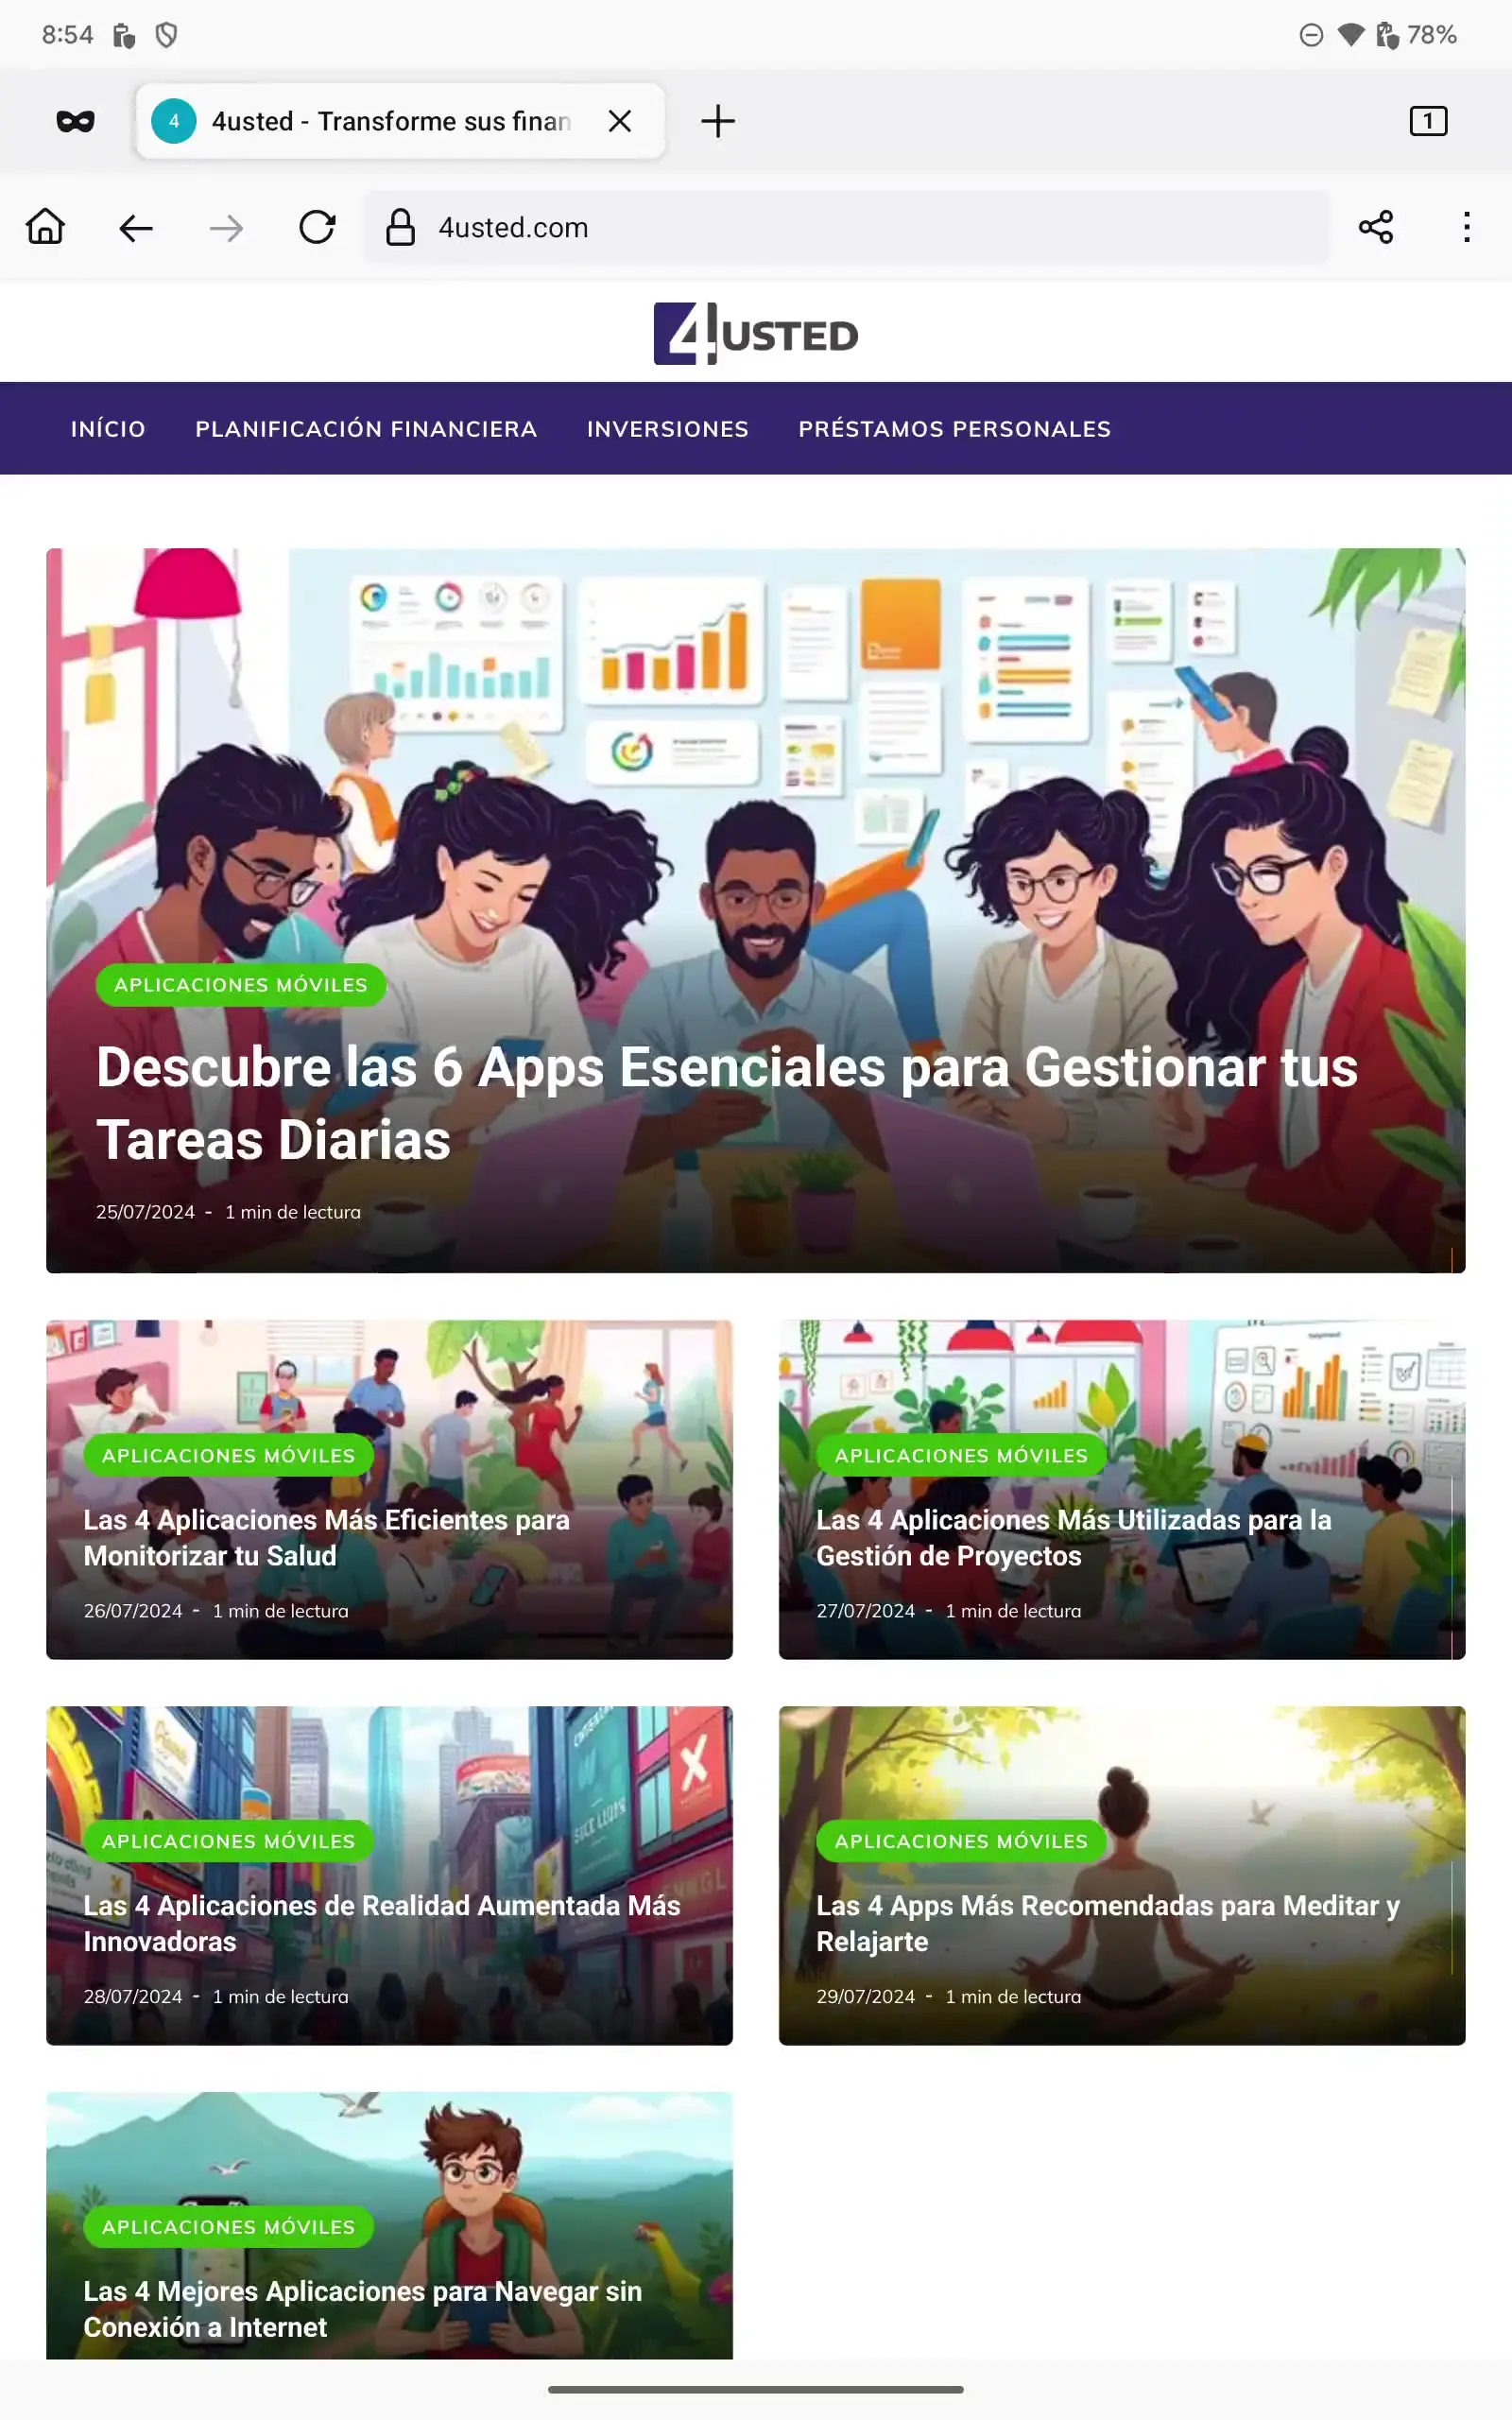 8:54
78%
4
4usted - Transforme sus finan
1
4usted.com
4USTED
INÍCIO
PLANIFICACIÓN FINANCIERA
INVERSIONES
PRÉSTAMOS PERSONALES
APLICACIONES MÓVILES
Descubre las 6 Apps Esenciales para Gestionar tus
Tareas Diarias
25/07/2024 - 1 min de lectura
APLICACIONES MÓVILES
Las 4 Aplicaciones Más Eficientes para
Monitorizar tu Salud
26/07/2024 - 1 min de lectura
APLICACIONES MÓVILES
Las 4 Aplicaciones Más Utilizadas para la
Gestión de Proyectos
27/07/2024 - 1 min de lectura
APLICACIONES MÓVILES
Las 4 Aplicaciones de Realidad Aumentada Más
Innovadoras
28/07/2024 - 1 min de lectura
APLICACIONES MÓVILES
Las 4 Apps Más Recomendadas para Meditar y
Relajarte
29/07/2024 - 1 min de lectura
APLICACIONES MÓVILES
Las 4 Mejores Aplicaciones para Navegar sin
Conexión a Internet